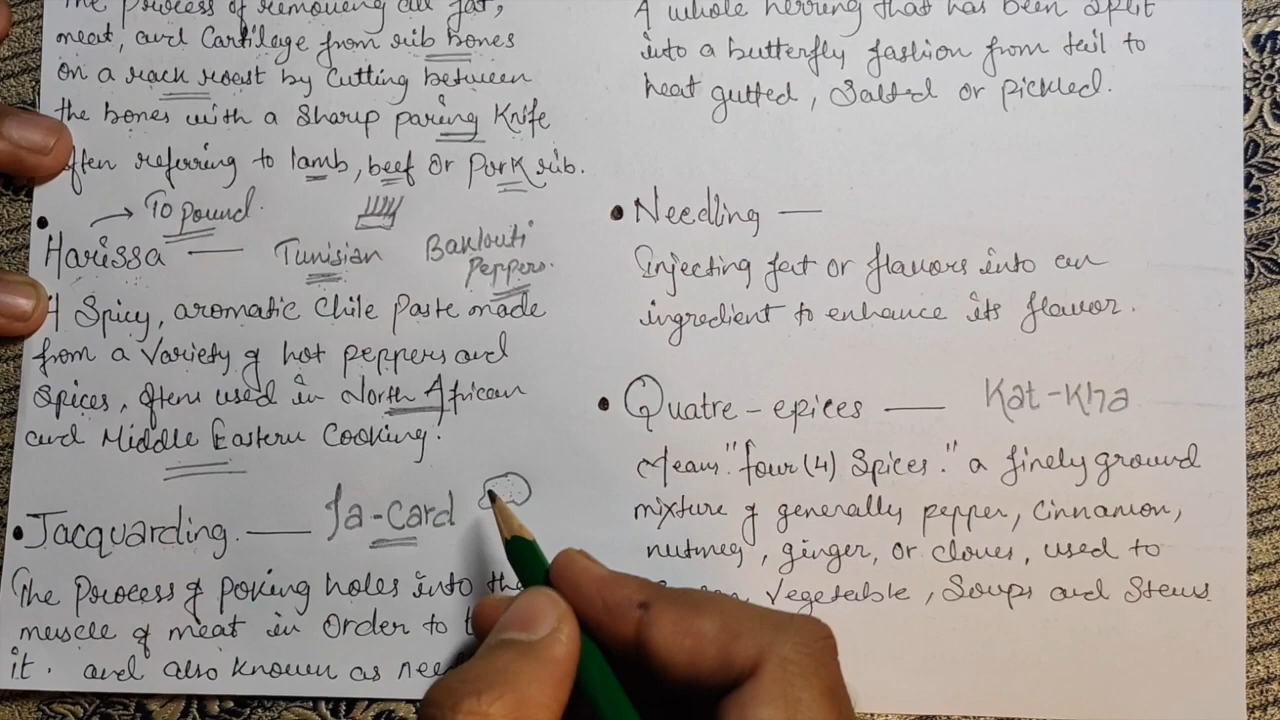 The process of removeing all fat,
meat, and Cartilage from rib bones
on a rack roast by Cutting between
the bones with a Sharp paring Knife
often referring to lamb, beef or Pork rib.
To pound.
Harissa — Tunisian Baklouti
Peppers.
A Spicy, aromatic Chile Paste made
from a Variety of hot peppers and
Spices, often used in North African
and Middle Eastern Cooking.
• Jacquarding. — Ja-Card
The Process of poking holes into the
muscle of meat in Order to
it. and also known as
A whole herring that has been split
into a butterfly fashion from tail to
heat gutted, Salted or pickled.
• Needling —
Injecting fat or flavors into an
ingredient to enhance its flavor.
• Quatre-epices — Kat-Kha
Means "four (4) Spices." a finely ground
mixture of generally pepper, Cinnamon,
nutmeg, ginger, or cloves, used to
Vegetable, Soups and Stews.